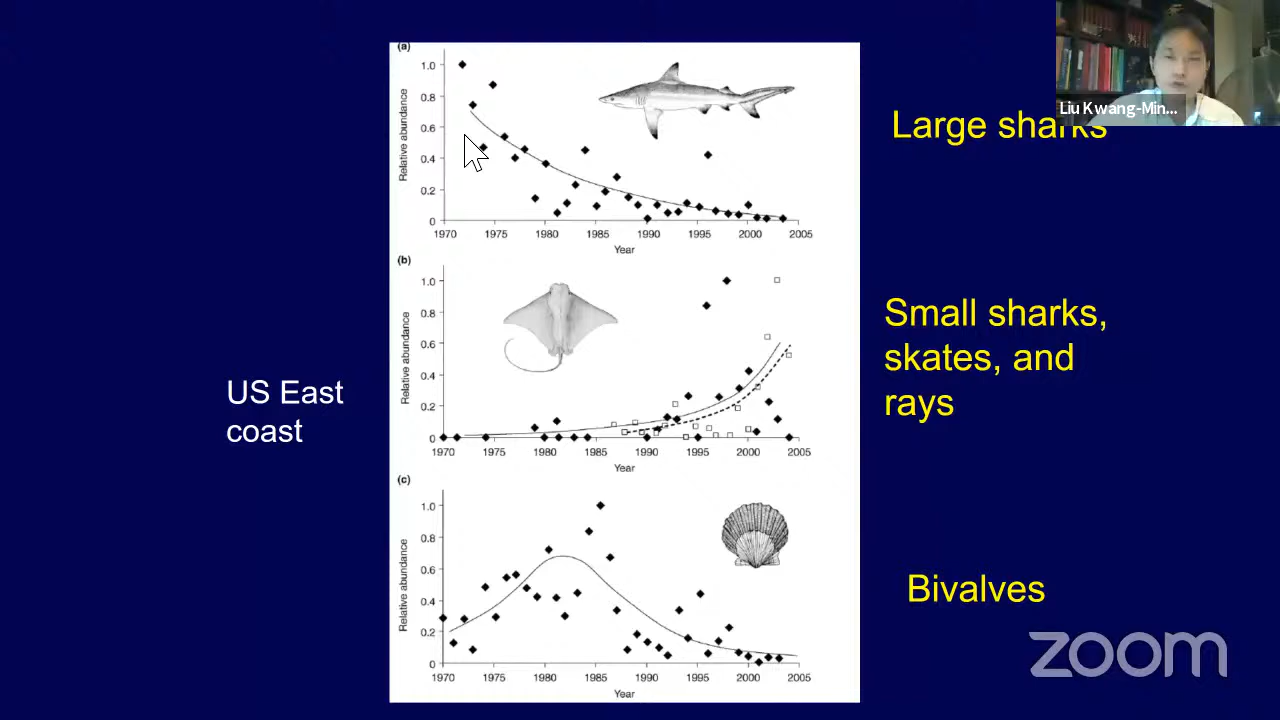 Liu Kwang-Min...
Large sharks
Small sharks,
skates, and
rays
US East
coast
Bivalves
zoom
(a)
Relative abundance
1.0
0.8
0.6
0.4
0.2
0
1970 1975 1980 1985 1990 1995 2000 2005
Year
(b)
Relative abundance
1.0
0.8
0.6
0.4
0.2
0
1970 1975 1980 1985 1990 1995 2000 2005
Year
(c)
Relative abundance
1.0
0.8
0.6
0.4
0.2
0
1970 1975 1980 1985 1990 1995 2000 2005
Year